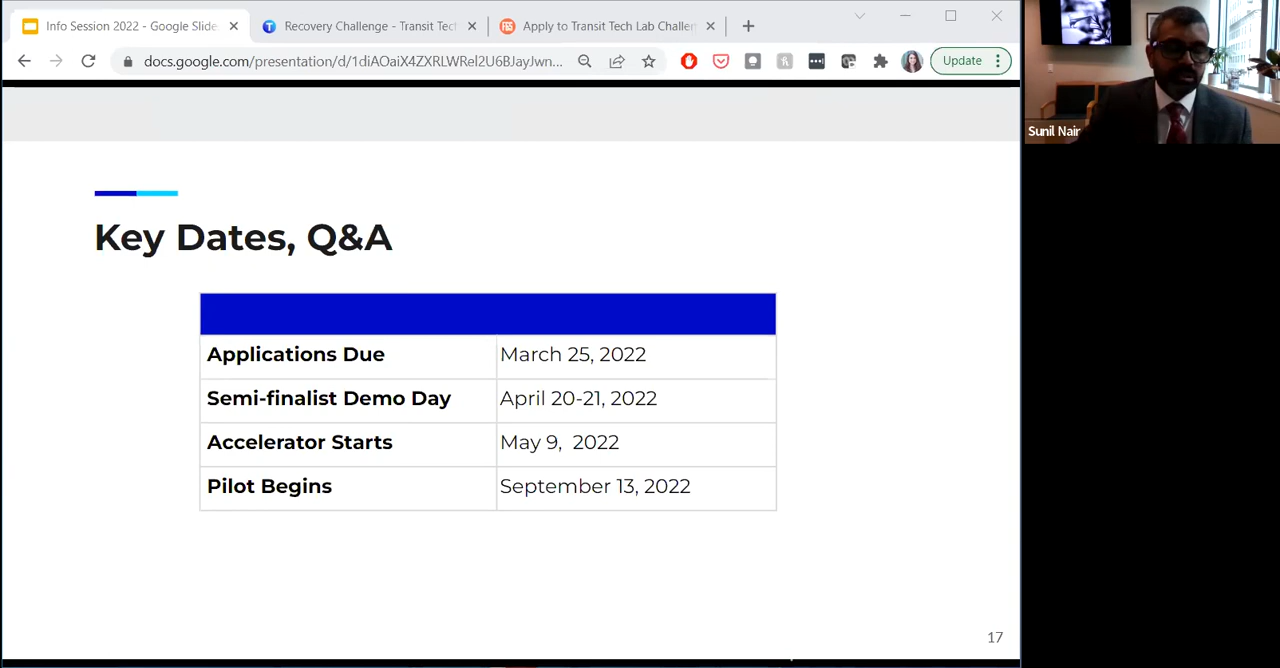 Info Session 2022 - Google Slide
Recovery Challenge - Transit Tec
Apply to Transit Tech Lab Challen
docs.google.com/presentation/d/1diAOaiX4ZXRLWRel2U6BJayJwn...
Update
Sunil Nair
Key Dates, Q&A
Applications Due March 25, 2022
Semi-finalist Demo Day April 20-21, 2022
Accelerator Starts May 9, 2022
Pilot Begins September 13, 2022
17